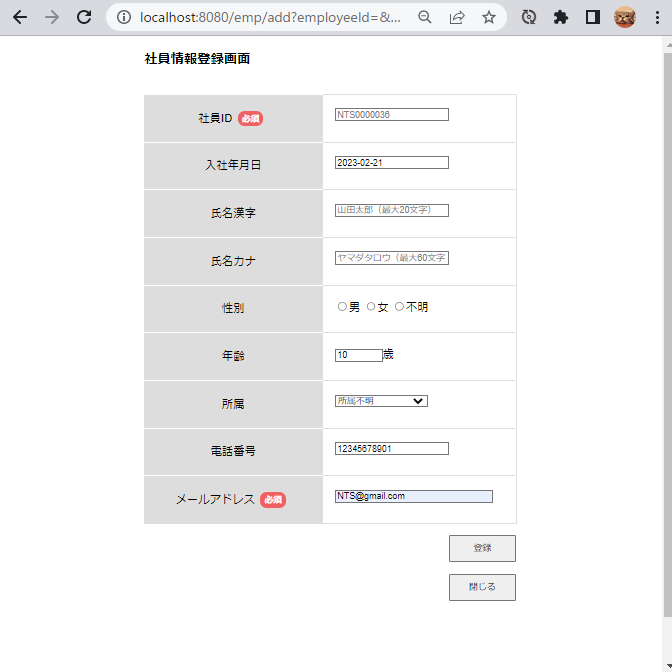 localhost:8080/emp/add?employeeId=&...
社員情報登録画面
社員ID 必須 NTS0000036
入社年月日 2023-02-21
氏名漢字 山田太郎（最大20文字）
氏名カナ ヤマダタロウ（最大60文字
性別 男 女 不明
年齢 10 歳
所属 所属不明
電話番号 12345678901
メールアドレス 必須 NTS@gmail.com
登録
閉じる